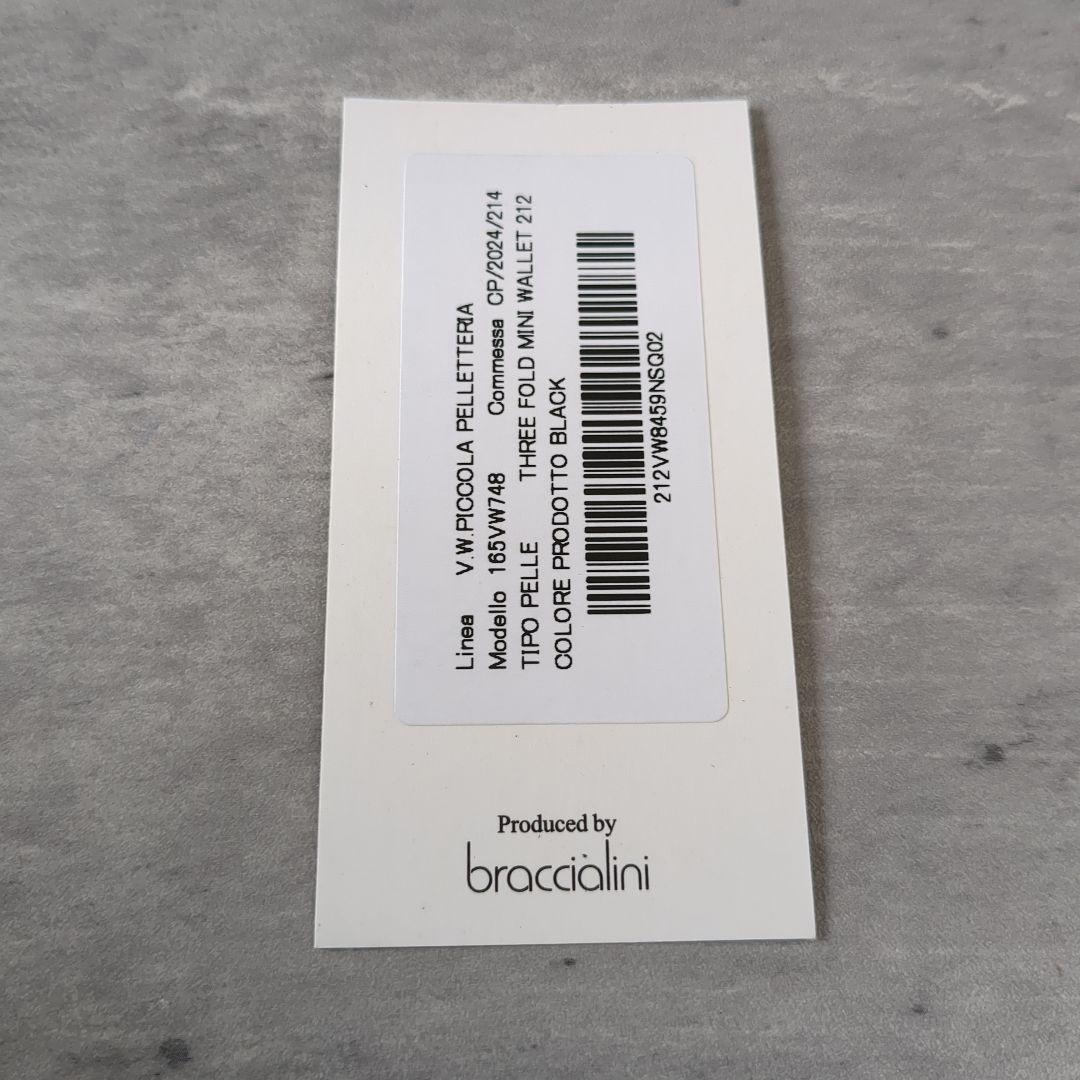 Linea V.W.PICCOLA PELLETTERIA
Modello 165VW748 Commessa CP/2024/214
TIPO PELLE THREE FOLD MINI WALLET 212
COLORE PRODOTTO BLACK
212VW8459NSQ02
Produced by
braccialini